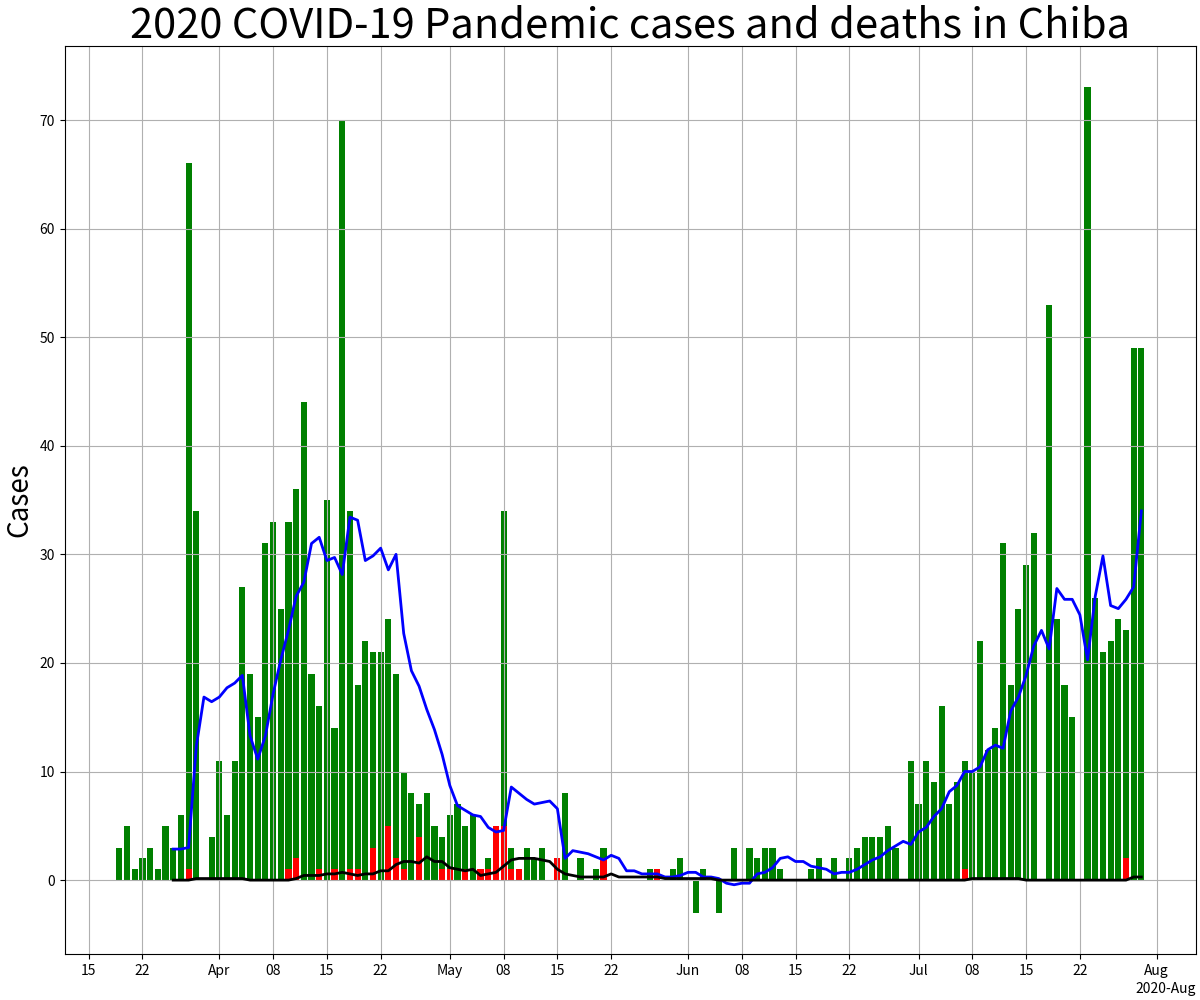 2020 COVID-19 Pandemic cases and deaths in Chiba
Cases
70
60
50
40
30
20
10
0
15 22 Apr 08 15 22 May 08 15 22 Jun 08 15 22 Jul 08 15 22 Aug
2020-Aug